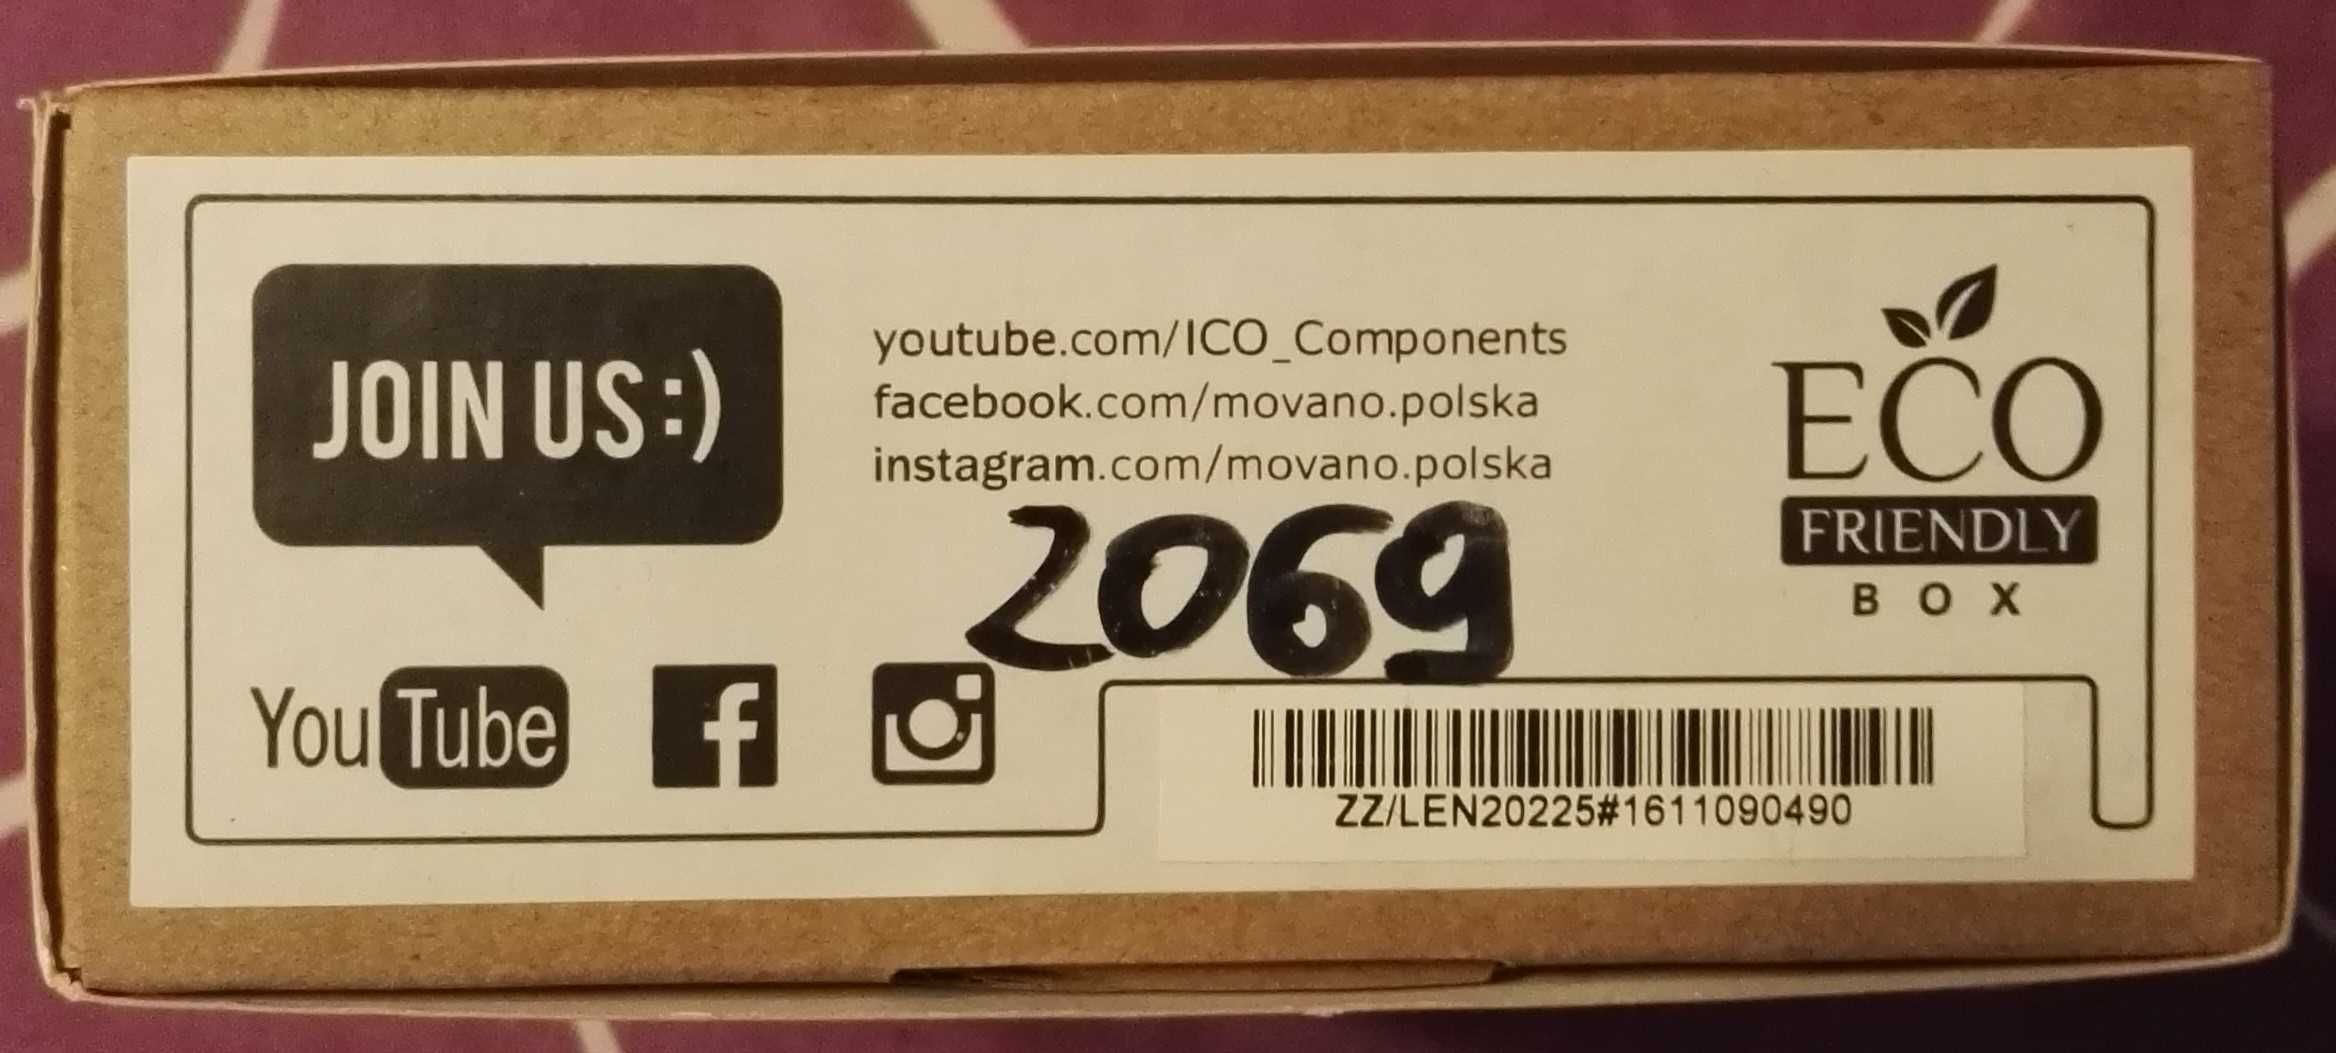 JOIN US:)
youtube.com/ICO_Components
facebook.com/movano.polska
instagram.com/movano.polska
2069
ECO
FRIENDLY
BOX
YouTube
f
ZZ/LEN20225#1611090490